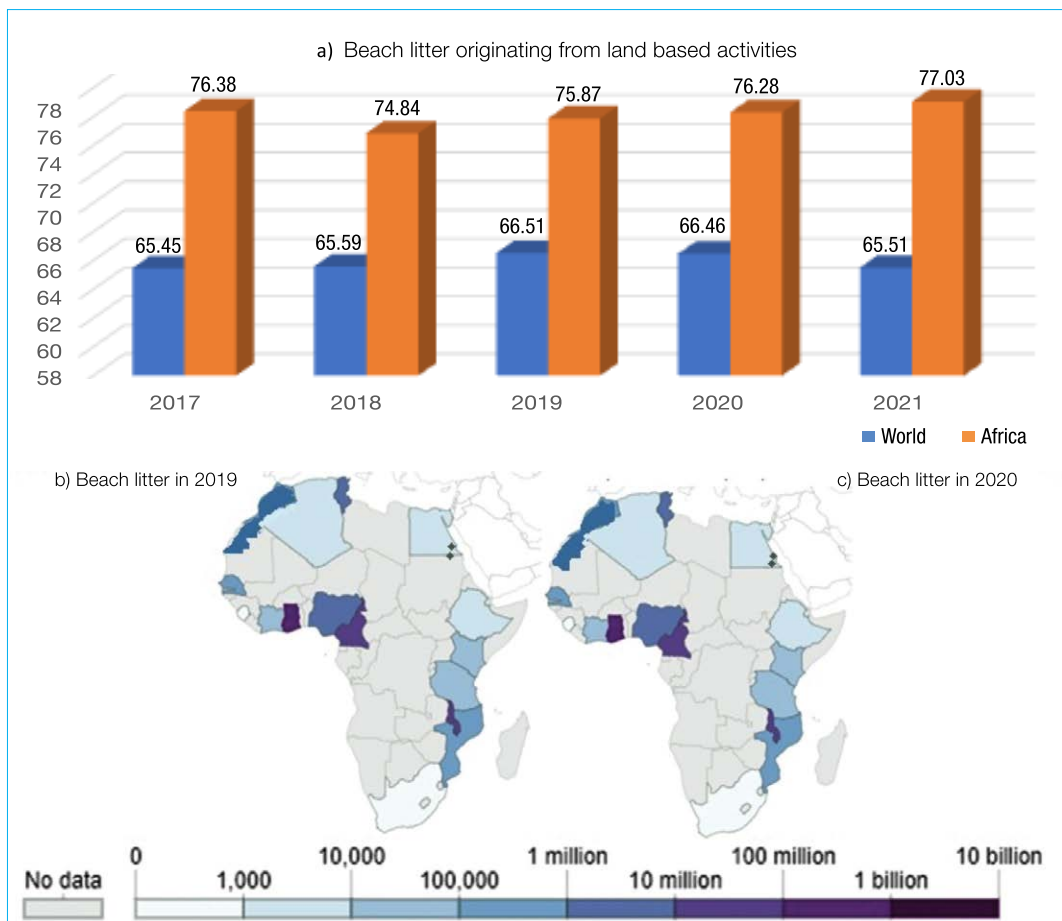 a) Beach litter originating from land based activities
76.38 74.84 75.87 76.28 77.03
65.45 65.59 66.51 66.46 65.51
78
76
74
72
70
68
66
64
62
60
58
2017 2018 2019 2020 2021
World Africa
b) Beach litter in 2019
c) Beach litter in 2020
0 10,000 1 million 100 million 10 billion
No data 1,000 100,000 10 million 1 billion